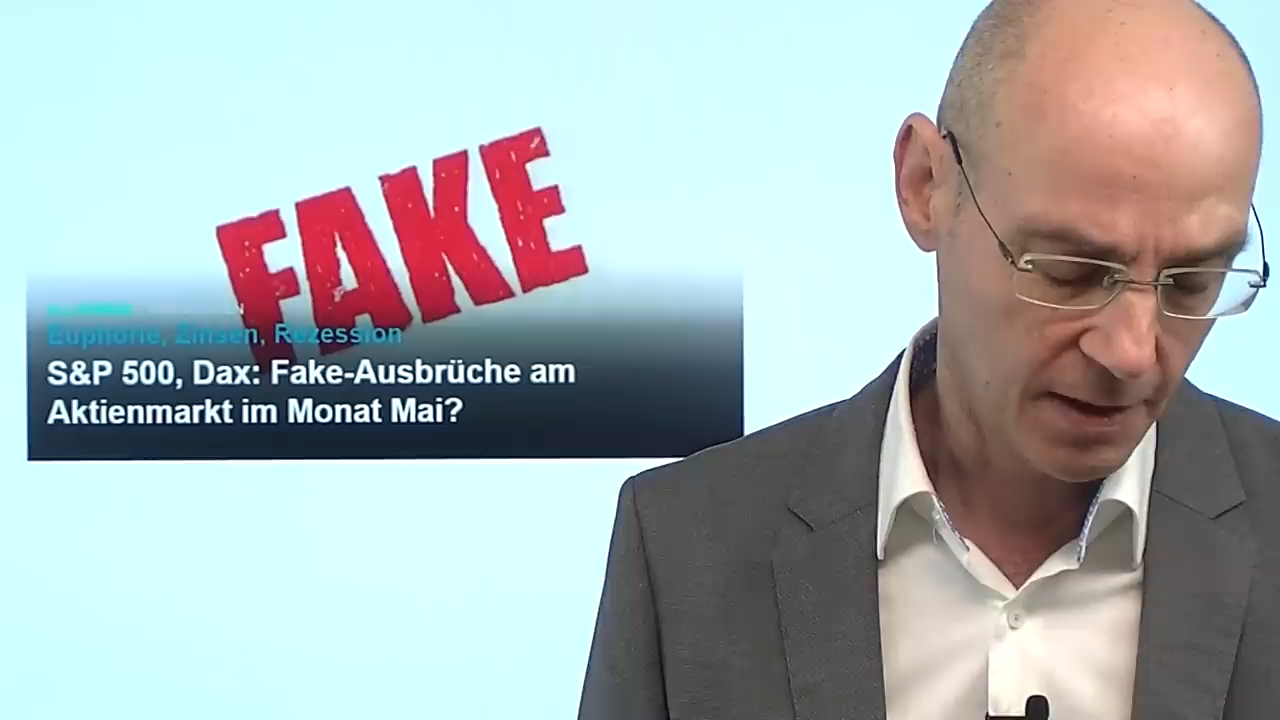 FAKE
Euphorie, Zinsen, Rezession
S&P 500, Dax: Fake-Ausbrüche am
Aktienmarkt im Monat Mai?